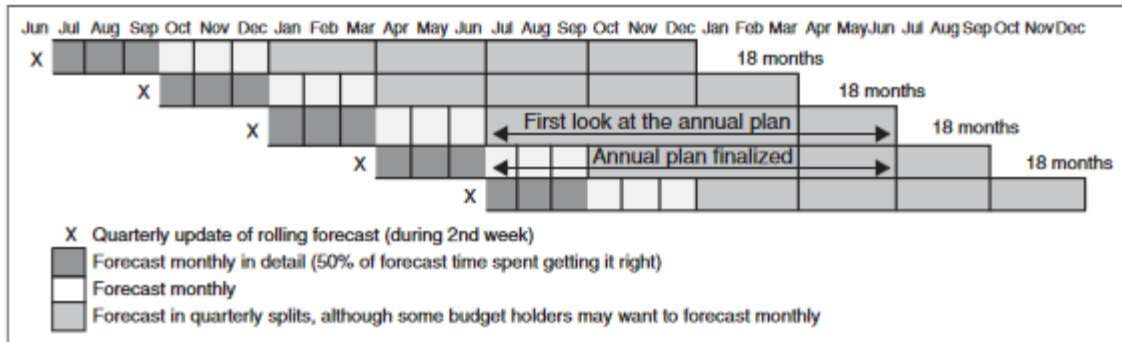 Jun Jul Aug Sep Oct Nov Dec Jan Feb Mar Apr May Jun Jul Aug Sep Oct Nov Dec Jan Feb Mar Apr May Jun Jul Aug Sep Oct Nov Dec
X 18 months
X 18 months
X First look at the annual plan 18 months
X Annual plan finalized 18 months
X
X Quarterly update of rolling forecast (during 2nd week)
Forecast monthly in detail (50% of forecast time spent getting it right)
Forecast monthly
Forecast in quarterly splits, although some budget holders may want to forecast monthly